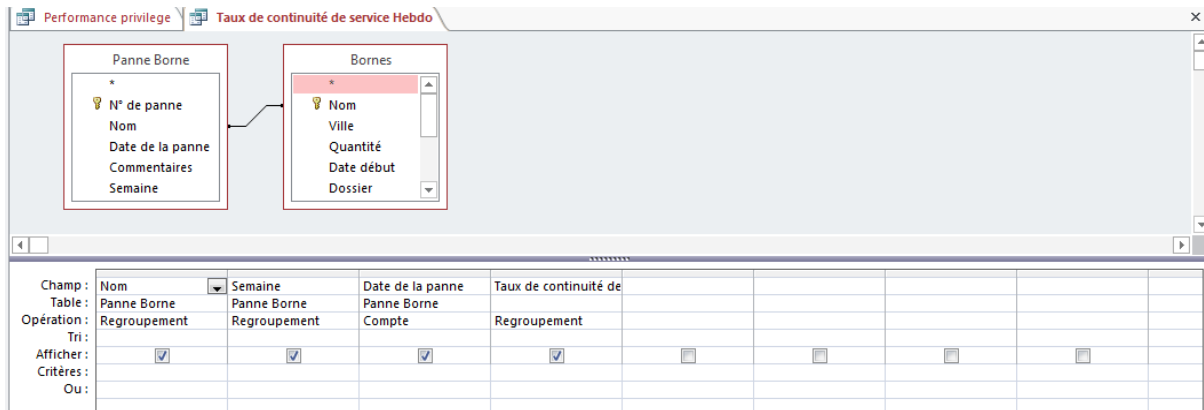 Performance privilege Taux de continuité de service Hebdo
Panne Borne Bornes
* *
N° de panne Nom
Nom Ville
Date de la panne Quantité
Commentaires Date début
Semaine Dossier
Champ : Nom Semaine Date de la panne Taux de continuité de
Table : Panne Borne Panne Borne Panne Borne
Opération : Regroupement Regroupement Compte Regroupement
Tri :
Afficher :
Critères :
Ou :